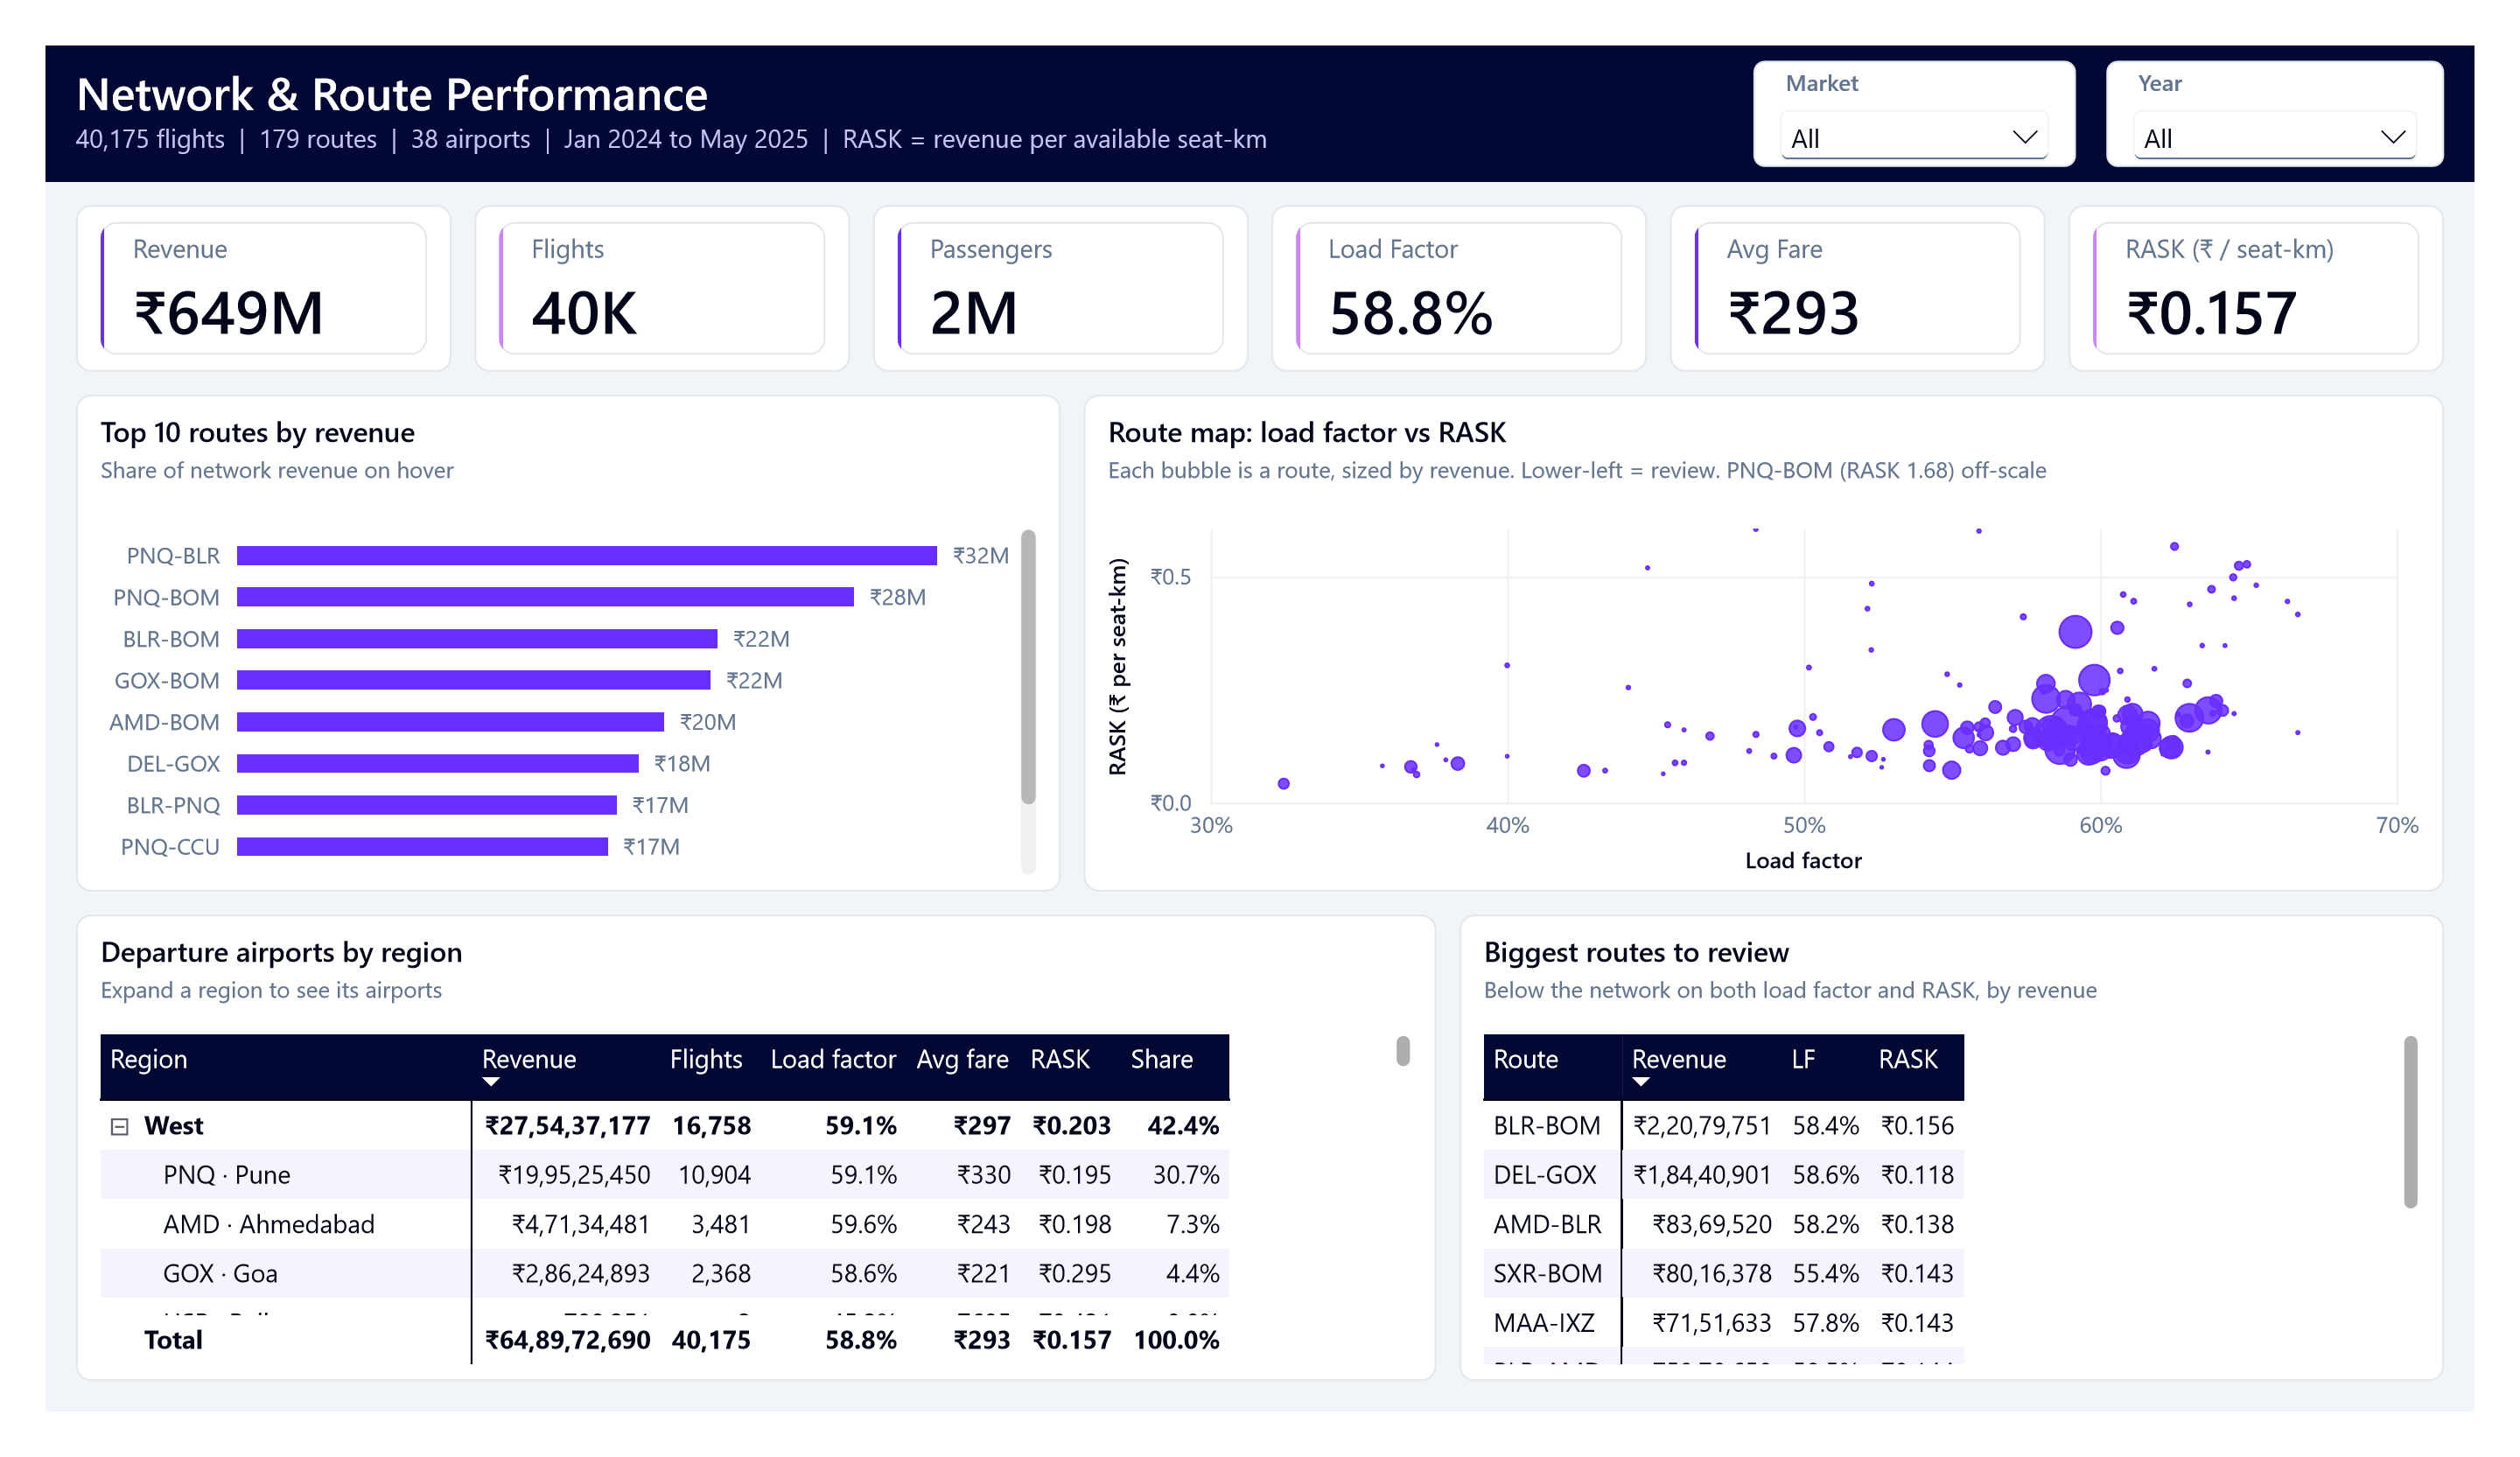 Network & Route Performance
40,175 flights | 179 routes | 38 airports | Jan 2024 to May 2025 | RASK = revenue per available seat-km
Market
All
Year
All
Revenue
₹649M
Flights
40K
Passengers
2M
Load Factor
58.8%
Avg Fare
₹293
RASK (₹ / seat-km)
₹0.157
Top 10 routes by revenue
Share of network revenue on hover
PNQ-BLR ₹32M
PNQ-BOM ₹28M
BLR-BOM ₹22M
GOX-BOM ₹22M
AMD-BOM ₹20M
DEL-GOX ₹18M
BLR-PNQ ₹17M
PNQ-CCU ₹17M
Route map: load factor vs RASK
Each bubble is a route, sized by revenue. Lower-left = review. PNQ-BOM (RASK 1.68) off-scale
RASK (₹ per seat-km)
₹0.5
₹0.0
30% 40% 50% 60% 70%
Load factor
Departure airports by region
Expand a region to see its airports
Region Revenue Flights Load factor Avg fare RASK Share
West ₹27,54,37,177 16,758 59.1% ₹297 ₹0.203 42.4%
PNQ · Pune ₹19,95,25,450 10,904 59.1% ₹330 ₹0.195 30.7%
AMD · Ahmedabad ₹4,71,34,481 3,481 59.6% ₹243 ₹0.198 7.3%
GOX · Goa ₹2,86,24,893 2,368 58.6% ₹221 ₹0.295 4.4%
Total ₹64,89,72,690 40,175 58.8% ₹293 ₹0.157 100.0%
Biggest routes to review
Below the network on both load factor and RASK, by revenue
Route Revenue LF RASK
BLR-BOM ₹2,20,79,751 58.4% ₹0.156
DEL-GOX ₹1,84,40,901 58.6% ₹0.118
AMD-BLR ₹83,69,520 58.2% ₹0.138
SXR-BOM ₹80,16,378 55.4% ₹0.143
MAA-IXZ ₹71,51,633 57.8% ₹0.143